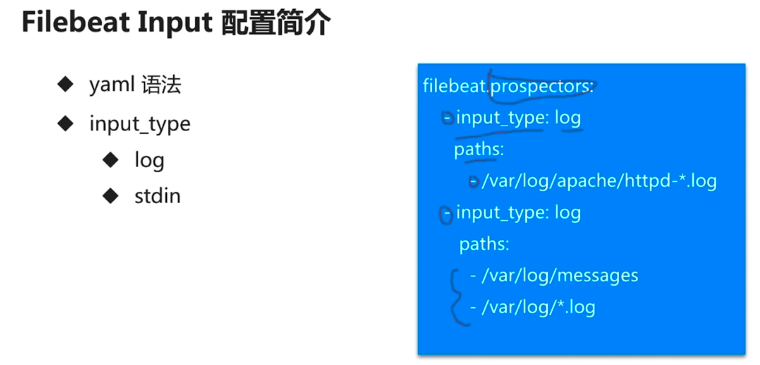 Filebeat Input 配置简介
◆ yaml 语法
◆ input_type
◆ log
◆ stdin
filebeat.prospectors:
- input_type: log
paths:
- /var/log/apache/httpd-*.log
- input_type: log
paths:
- /var/log/messages
- /var/log/*.log